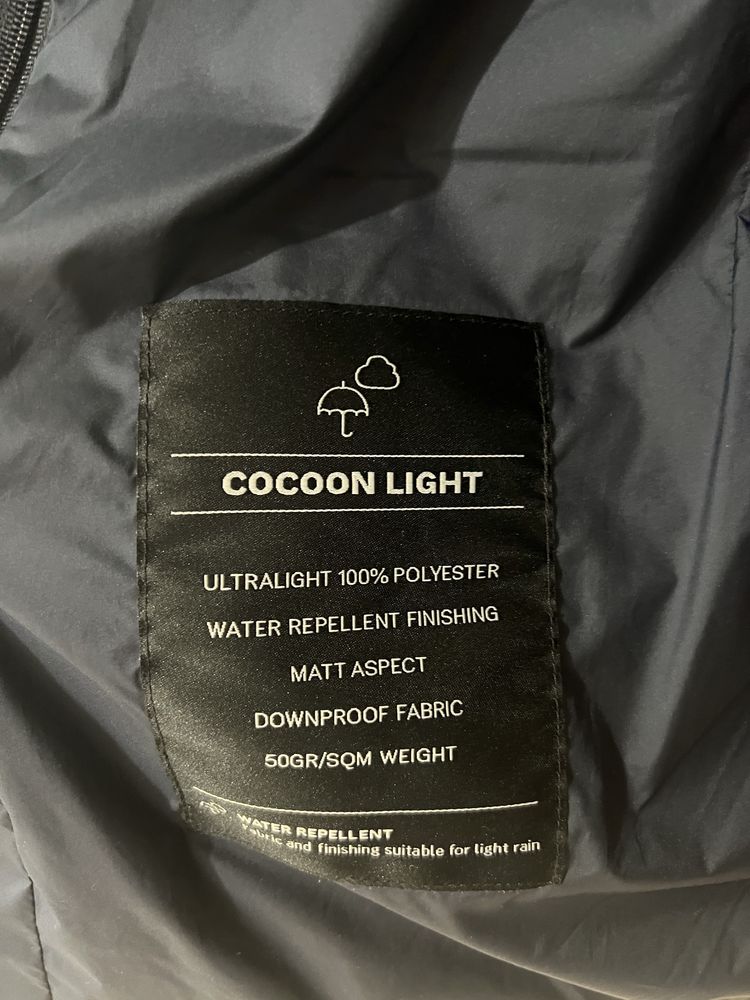 COCOON LIGHT
ULTRALIGHT 100% POLYESTER
WATER REPELLENT FINISHING
MATT ASPECT
DOWNPROOF FABRIC
50GR/SQM WEIGHT
WATER REPELLENT
Fabric and finishing suitable for light rain